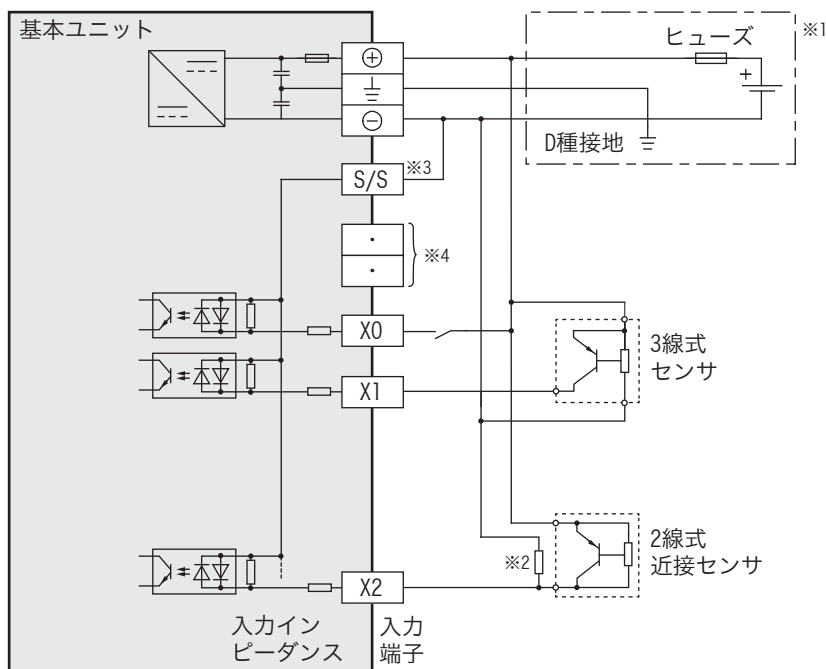 基本ユニット
ヒューズ
※1
+
D種接地
S/S
※3
※4
X0
3線式
センサ
X1
※2
2線式
近接センサ
X2
入力イン
ピーダンス
入力
端子